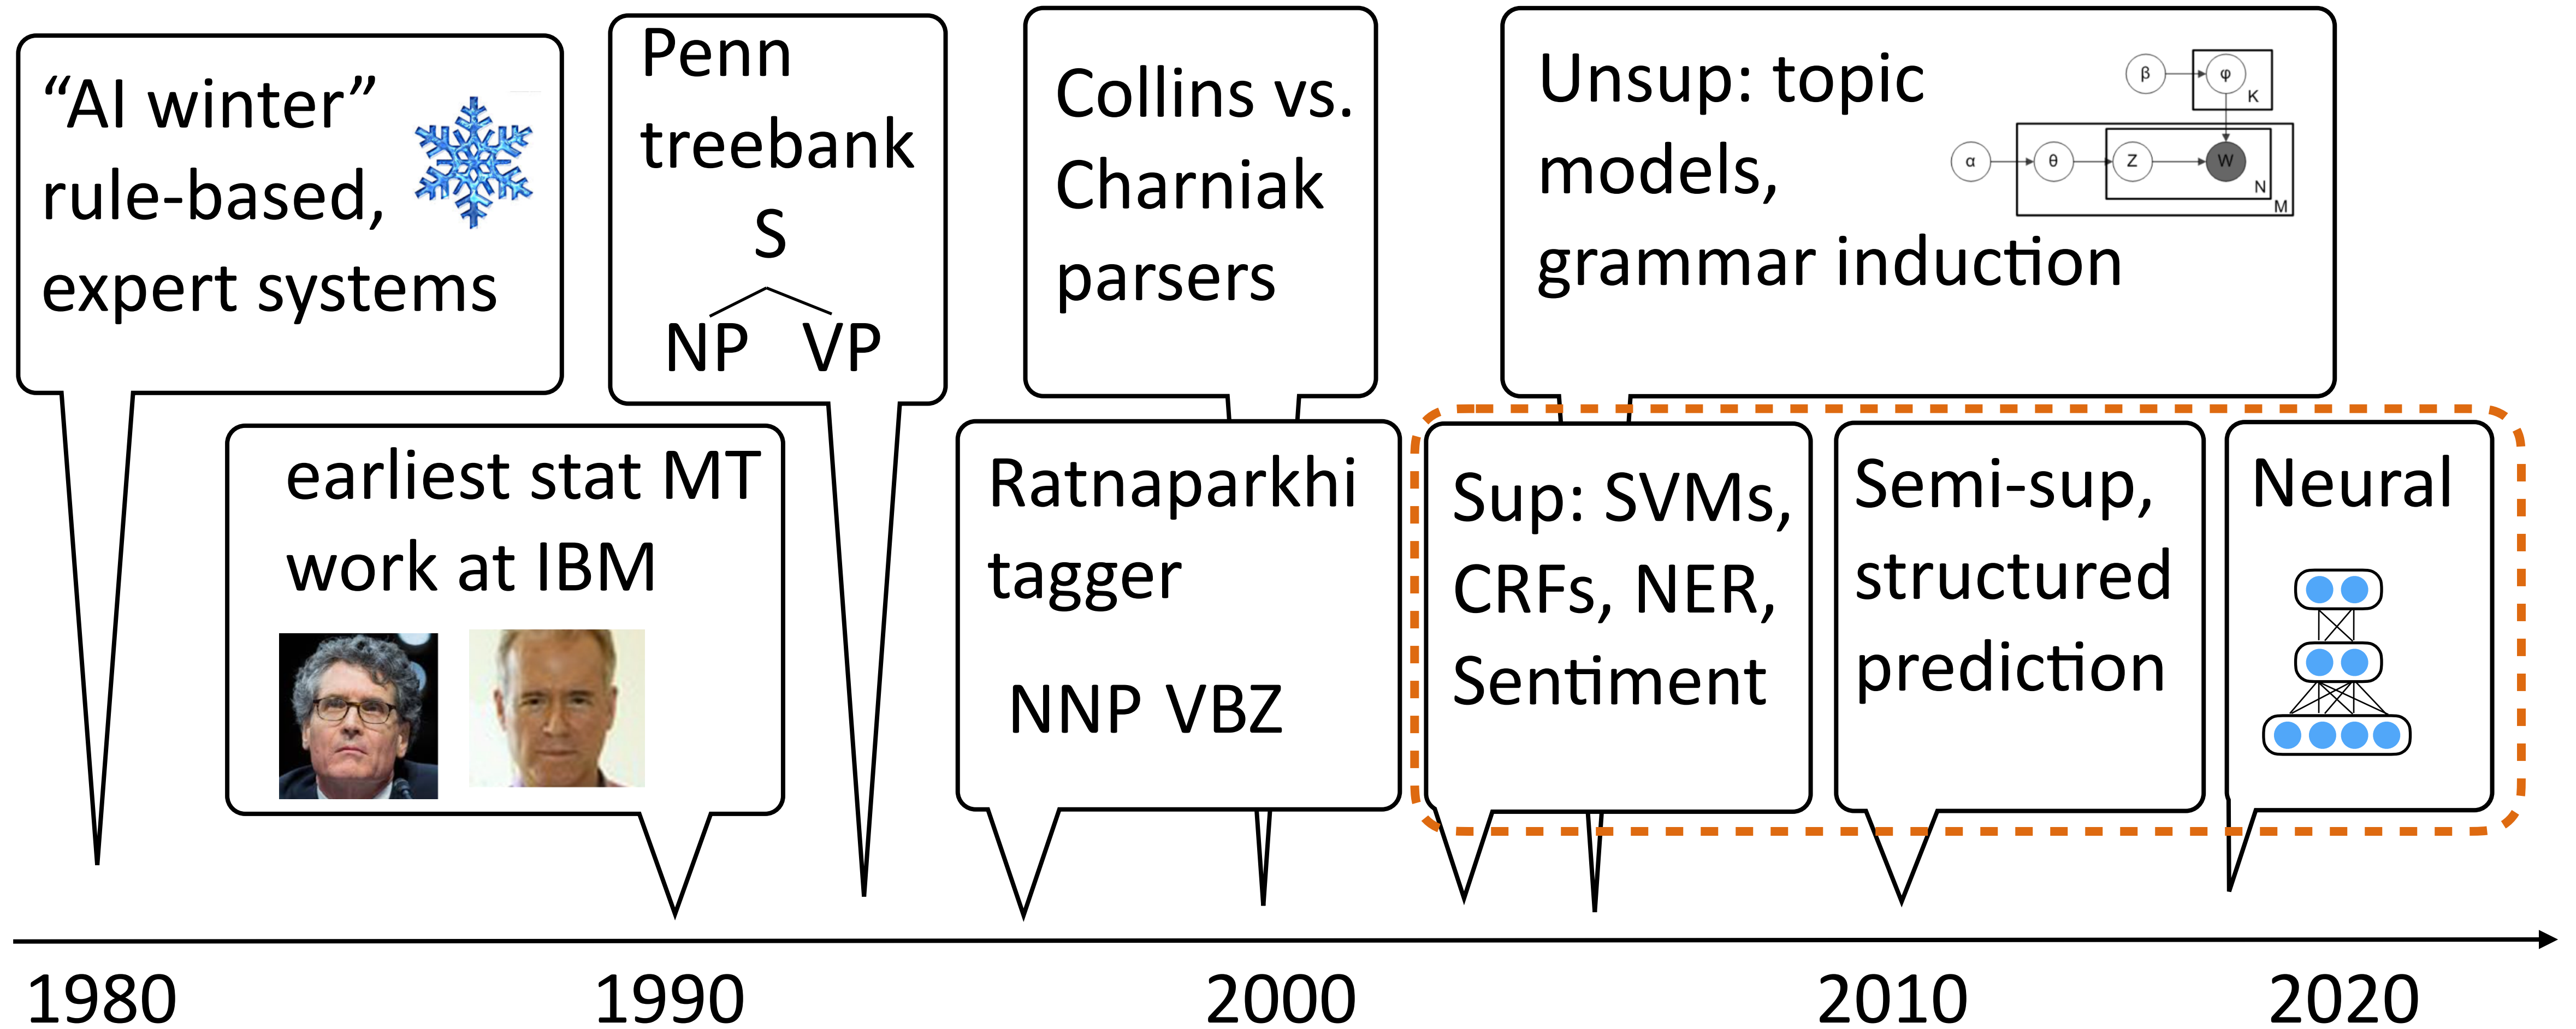 “AI winter”
rule-based,
expert systems
earliest stat MT
work at IBM
Penn
treebank
S
NP VP
Ratnaparkhi
tagger
NNP VBZ
Collins vs.
Charniak
parsers
Unsup: topic
models,
grammar induction
β φ
K
α θ Z W
N
M
Sup: SVMs,
CRFs, NER,
Sentiment
Semi-sup,
structured
prediction
Neural
1980 1990 2000 2010 2020